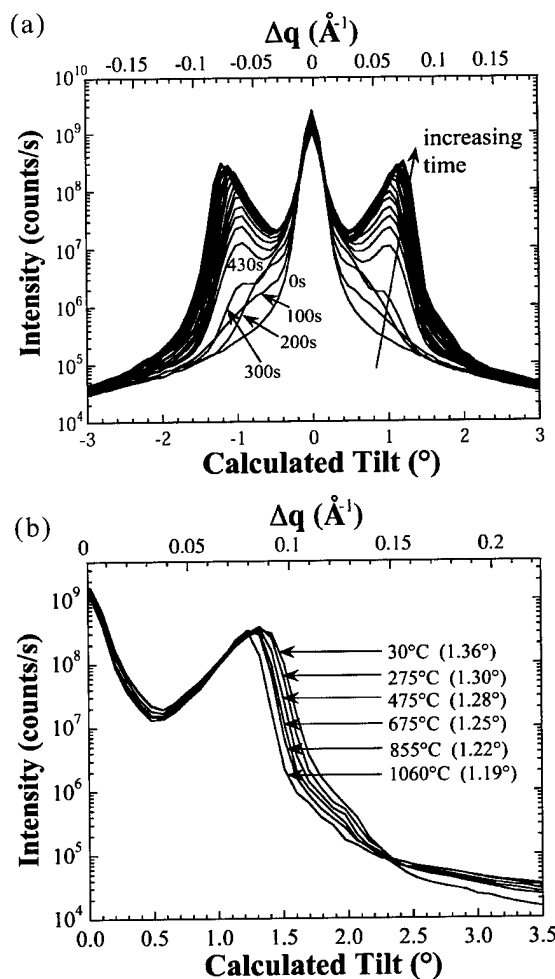 (a)
Δq (Å⁻¹)
-0.15 -0.1 -0.05 0 0.05 0.1 0.15
10¹⁰
10⁹
10⁸
10⁷
10⁶
10⁵
10⁴
Intensity (counts/s)
increasing
time
430s
0s
100s
200s
300s
-3 -2 -1 0 1 2 3
Calculated Tilt (°)
(b)
Δq (Å⁻¹)
0 0.05 0.1 0.15 0.2
10⁹
10⁸
10⁷
10⁶
10⁵
10⁴
Intensity (counts/s)
30°C (1.36°)
275°C (1.30°)
475°C (1.28°)
675°C (1.25°)
855°C (1.22°)
1060°C (1.19°)
0.0 0.5 1.0 1.5 2.0 2.5 3.0 3.5
Calculated Tilt (°)